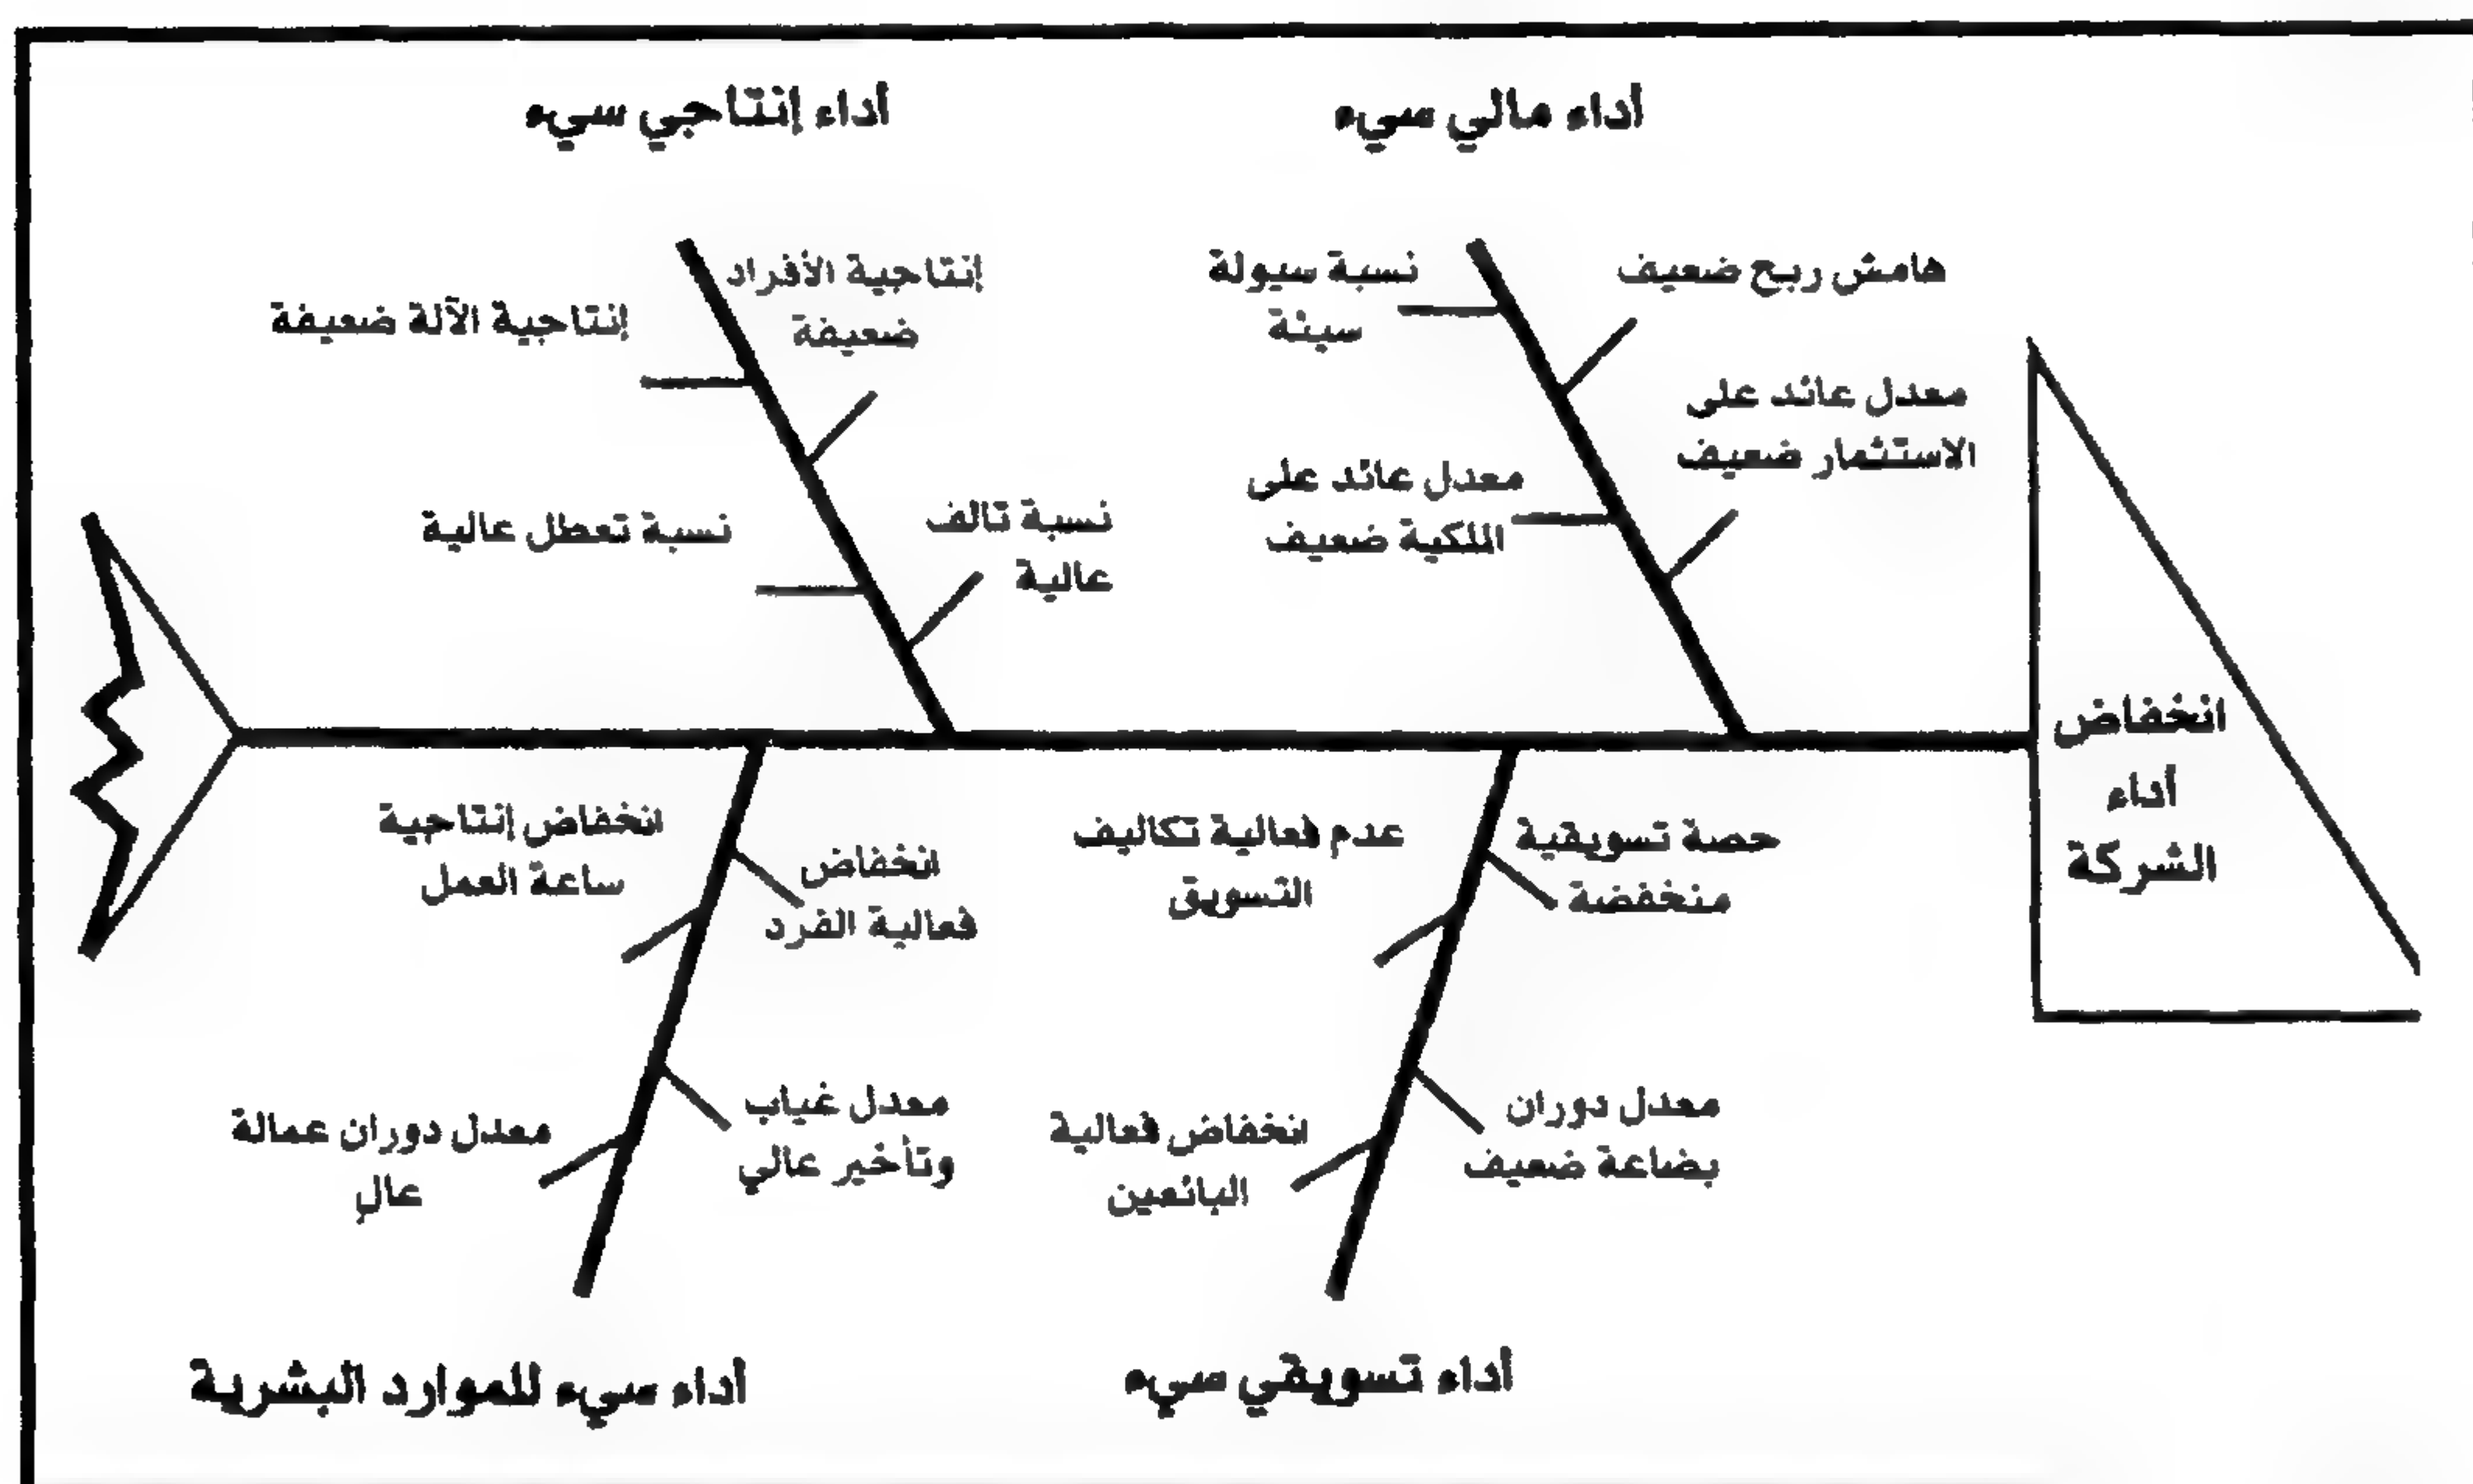 أداء مالي سيء
أداء إنتاجي سيء
هامش ربح ضعيف
نسبة سيولة
سيئة
معدل عائد على
الاستثمار ضعيف
معدل عائد على
الملكية ضعيف
إنتاجية الأفراد
ضعيفة
إنتاجية الآلة ضعيفة
نسبة تالف
عالية
نسبة تعطل عالية
انخفاض
أداء
الشركة
حصة تسويقية
منخفضة
عدم فعالية تكاليف
التسويق
معدل دوران
بضاعة ضعيف
انخفاض فعالية
البائعين
انخفاض
فعالية الفرد
انخفاض إنتاجية
ساعة العمل
معدل غياب
وتأخير عالي
معدل دوران عمالة
عالٍ
أداء تسويقي سيء
أداء سيء للموارد البشرية